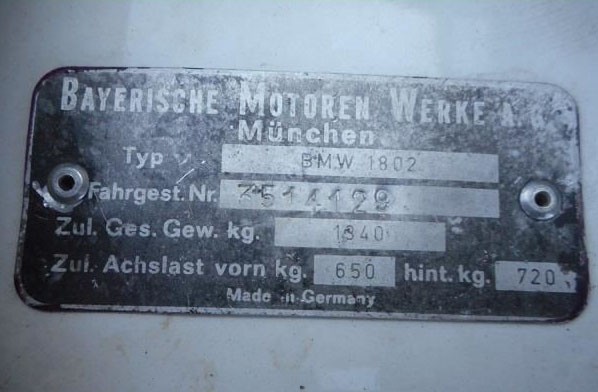 BAYERISCHE MOTOREN WERKE A.G.
München
Typ BMW 1802
Fahrgest. Nr. 3514129
Zul. Ges. Gew. kg. 1340
Zul. Achslast vorn kg. 650 hint. kg. 720
Made in Germany